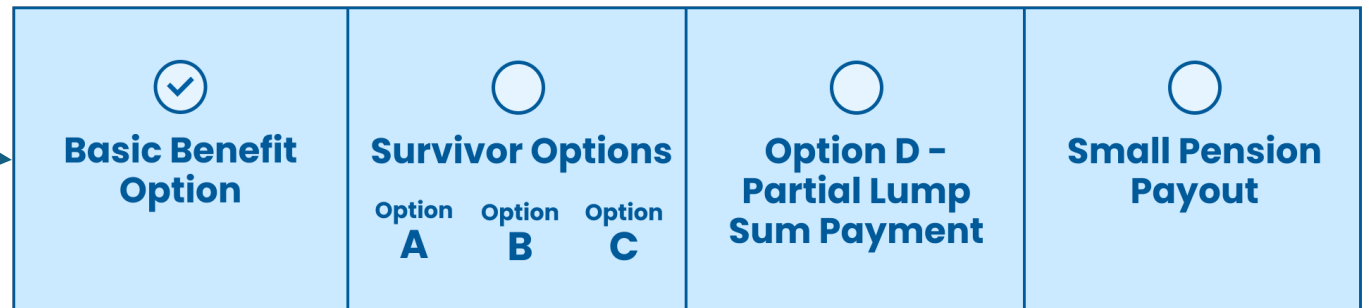 Basic Benefit
Option
Survivor Options
Option Option Option
A B C
Option D -
Partial Lump
Sum Payment
Small Pension
Payout